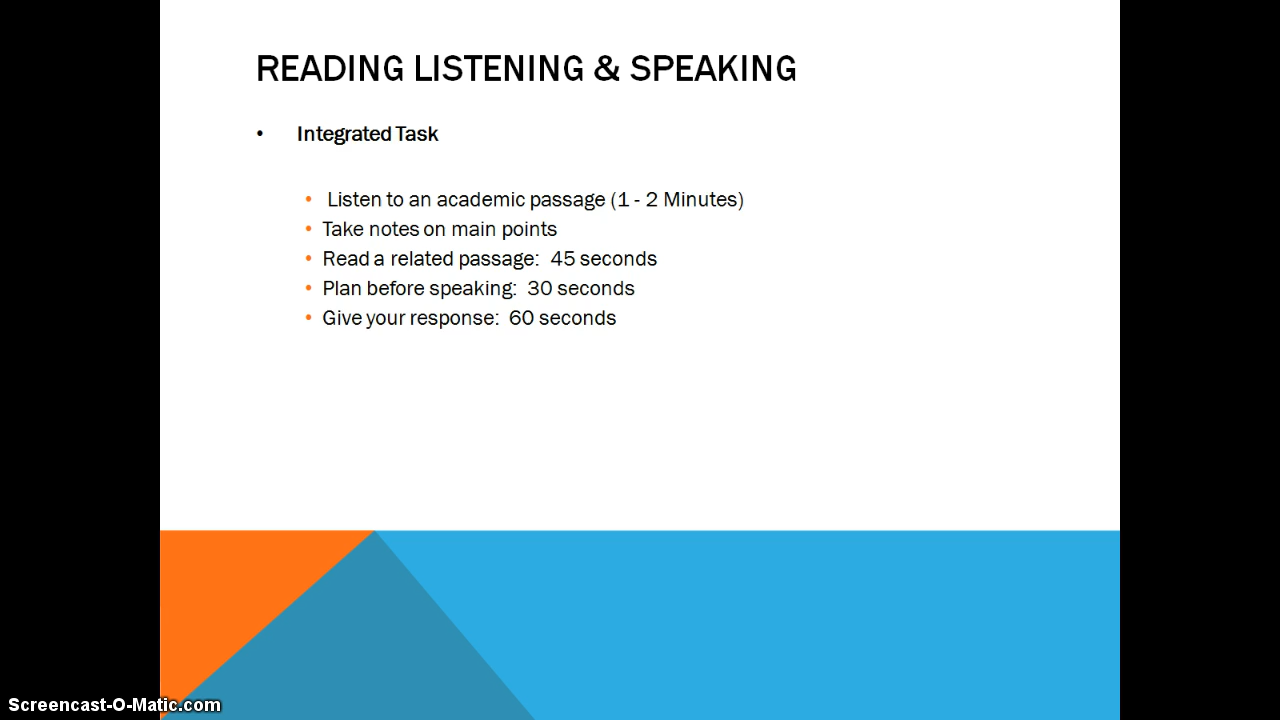 READING LISTENING & SPEAKING
• Integrated Task
• Listen to an academic passage (1 - 2 Minutes)
• Take notes on main points
• Read a related passage:  45 seconds
• Plan before speaking:  30 seconds
• Give your response:  60 seconds
Screencast-O-Matic.com